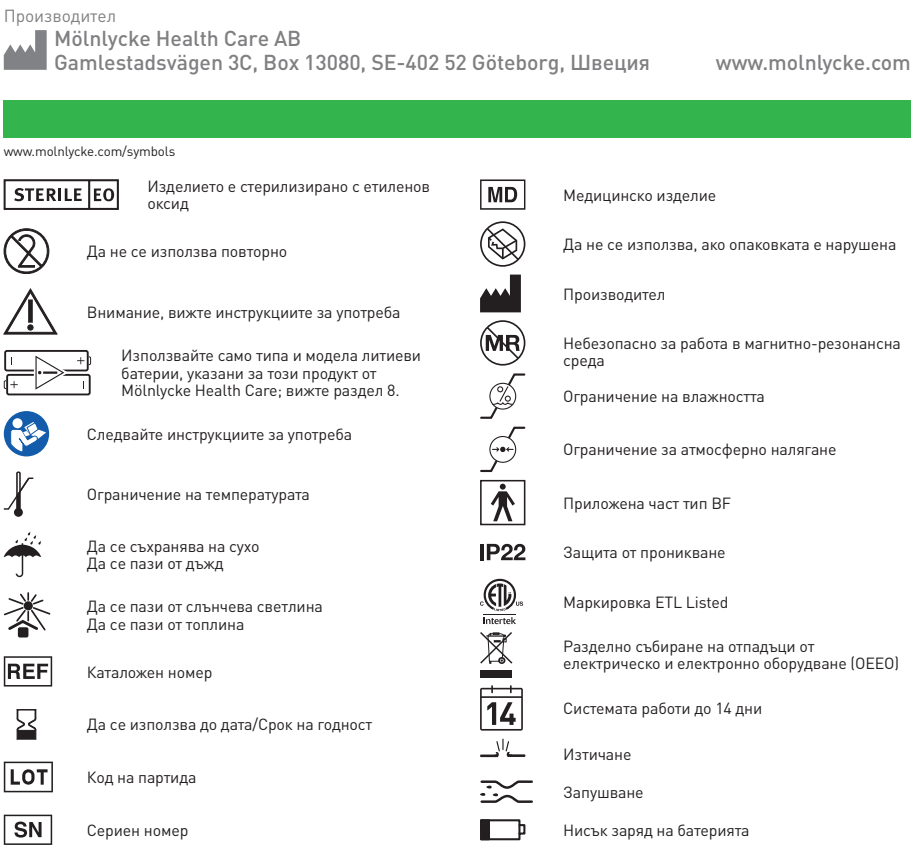 Производител
Mölnlycke Health Care AB
Gamlestadsvägen 3C, Box 13080, SE-402 52 Göteborg, Швеция www.molnlycke.com
www.molnlycke.com/symbols
STERILE EO
Изделието е стерилизирано с етиленов
оксид
2
Да не се използва повторно
Внимание, вижте инструкциите за употреба
Използвайте само типа и модела литиеви
батерии, указани за този продукт от
Mölnlycke Health Care; вижте раздел 8.
Следвайте инструкциите за употреба
Ограничение на температурата
Да се съхранява на сухо
Да се пази от дъжд
Да се пази от слънчева светлина
Да се пази от топлина
REF
Каталожен номер
Да се използва до дата/Срок на годност
LOT
Код на партида
SN
Сериен номер
MD
Медицинско изделие
Да не се използва, ако опаковката е нарушена
Производител
MR
Небезопасно за работа в магнитно-резонансна
среда
%
Ограничение на влажността
Ограничение за атмосферно налягане
Приложена част тип BF
IP22
Защита от проникване
c ETL us
Intertek
Маркировка ETL Listed
Разделно събиране на отпадъци от
електрическо и електронно оборудване (ОЕЕО)
14
Системата работи до 14 дни
Изтичане
Запушване
Нисък заряд на батерията